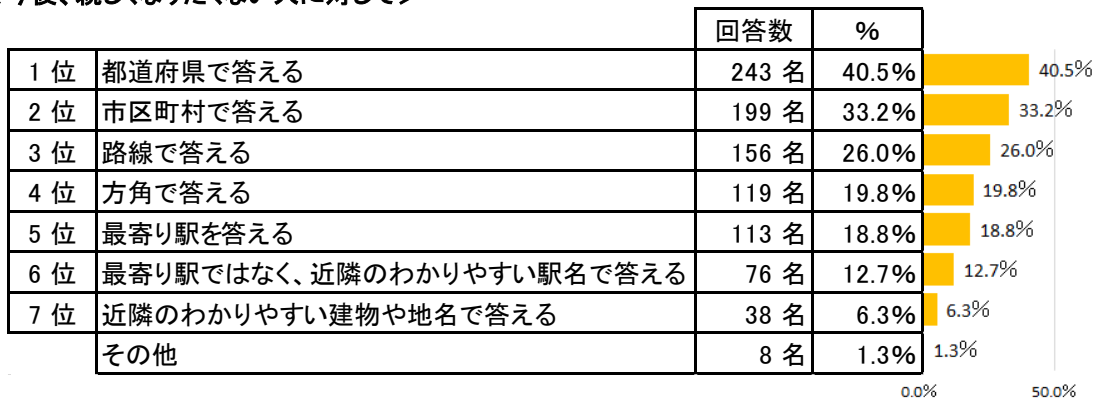 回答数 %
1 位 都道府県で答える 243 名 40.5% 40.5%
2 位 市区町村で答える 199 名 33.2% 33.2%
3 位 路線で答える 156 名 26.0% 26.0%
4 位 方角で答える 119 名 19.8% 19.8%
5 位 最寄り駅を答える 113 名 18.8% 18.8%
6 位 最寄り駅ではなく、近隣のわかりやすい駅名で答える 76 名 12.7% 12.7%
7 位 近隣のわかりやすい建物や地名で答える 38 名 6.3% 6.3%
その他 8 名 1.3% 1.3%
0.0% 50.0%